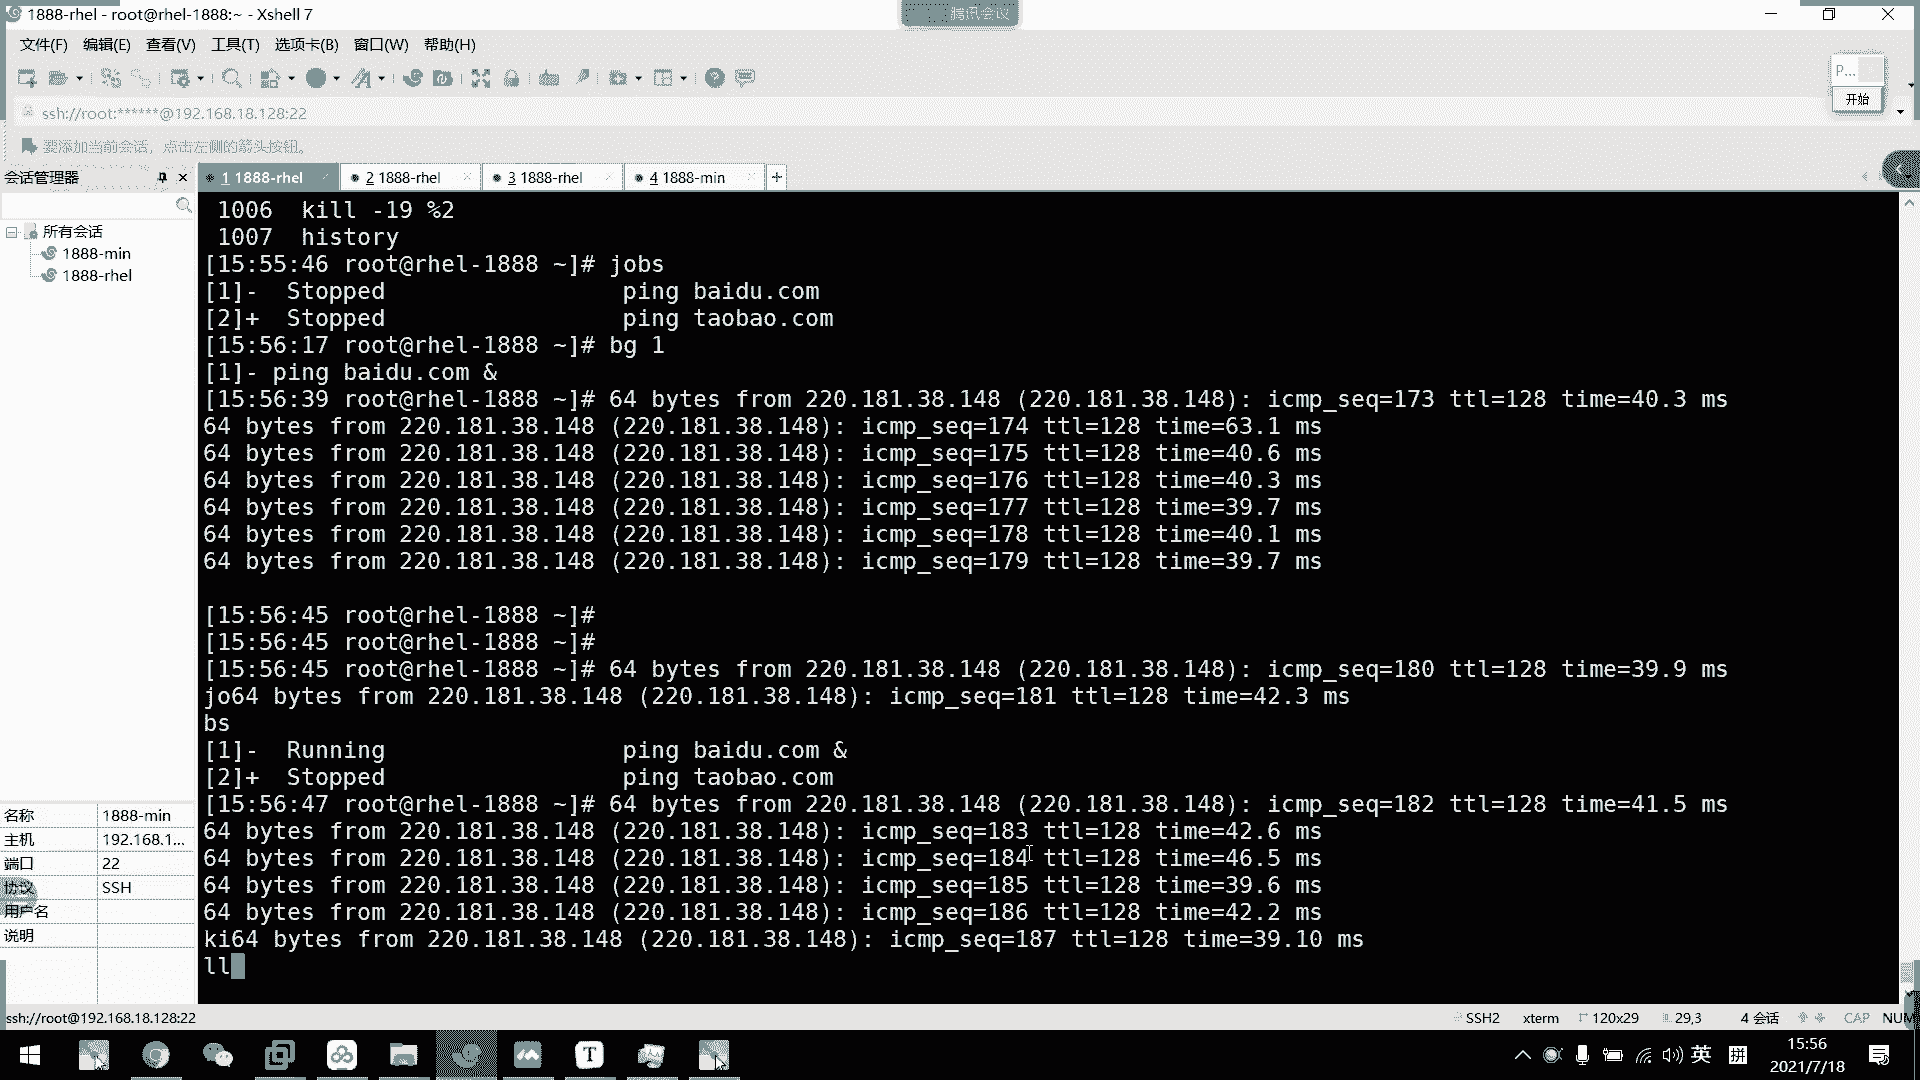 1888-rhel - root@rhel-1888:~ - Xshell 7
腾讯会议
文件(F) 编辑(E) 查看(V) 工具(T) 选项卡(B) 窗口(W) 帮助(H)
P...
开始
ssh://root:******@192.168.18.128:22
要添加当前会话，点击左侧的箭头按钮。
会话管理器
1 1888-rhel 2 1888-rhel 3 1888-rhel 4 1888-min +
所有会话
1888-min
1888-rhel
1006  kill -19 %2
1007  history
[15:55:46 root@rhel-1888 ~]# jobs
[1]-  Stopped                 ping baidu.com
[2]+  Stopped                 ping taobao.com
[15:56:17 root@rhel-1888 ~]# bg 1
[1]- ping baidu.com &
[15:56:39 root@rhel-1888 ~]# 64 bytes from 220.181.38.148 (220.181.38.148): icmp_seq=173 ttl=128 time=40.3 ms
64 bytes from 220.181.38.148 (220.181.38.148): icmp_seq=174 ttl=128 time=63.1 ms
64 bytes from 220.181.38.148 (220.181.38.148): icmp_seq=175 ttl=128 time=40.6 ms
64 bytes from 220.181.38.148 (220.181.38.148): icmp_seq=176 ttl=128 time=40.3 ms
64 bytes from 220.181.38.148 (220.181.38.148): icmp_seq=177 ttl=128 time=39.7 ms
64 bytes from 220.181.38.148 (220.181.38.148): icmp_seq=178 ttl=128 time=40.1 ms
64 bytes from 220.181.38.148 (220.181.38.148): icmp_seq=179 ttl=128 time=39.7 ms
[15:56:45 root@rhel-1888 ~]#
[15:56:45 root@rhel-1888 ~]#
[15:56:45 root@rhel-1888 ~]# 64 bytes from 220.181.38.148 (220.181.38.148): icmp_seq=180 ttl=128 time=39.9 ms
jo64 bytes from 220.181.38.148 (220.181.38.148): icmp_seq=181 ttl=128 time=42.3 ms
bs
[1]-  Running                 ping baidu.com &
[2]+  Stopped                 ping taobao.com
[15:56:47 root@rhel-1888 ~]# 64 bytes from 220.181.38.148 (220.181.38.148): icmp_seq=182 ttl=128 time=41.5 ms
64 bytes from 220.181.38.148 (220.181.38.148): icmp_seq=183 ttl=128 time=42.6 ms
64 bytes from 220.181.38.148 (220.181.38.148): icmp_seq=184 ttl=128 time=46.5 ms
64 bytes from 220.181.38.148 (220.181.38.148): icmp_seq=185 ttl=128 time=39.6 ms
64 bytes from 220.181.38.148 (220.181.38.148): icmp_seq=186 ttl=128 time=42.2 ms
ki64 bytes from 220.181.38.148 (220.181.38.148): icmp_seq=187 ttl=128 time=39.10 ms
ll
名称 1888-min
主机 192.168.1...
端口 22
协议 SSH
用户名
说明
ssh://root@192.168.18.128:22
SSH2 xterm 120x29 29,3 4 会话 CAP NUM
英 拼
15:56
2021/7/18